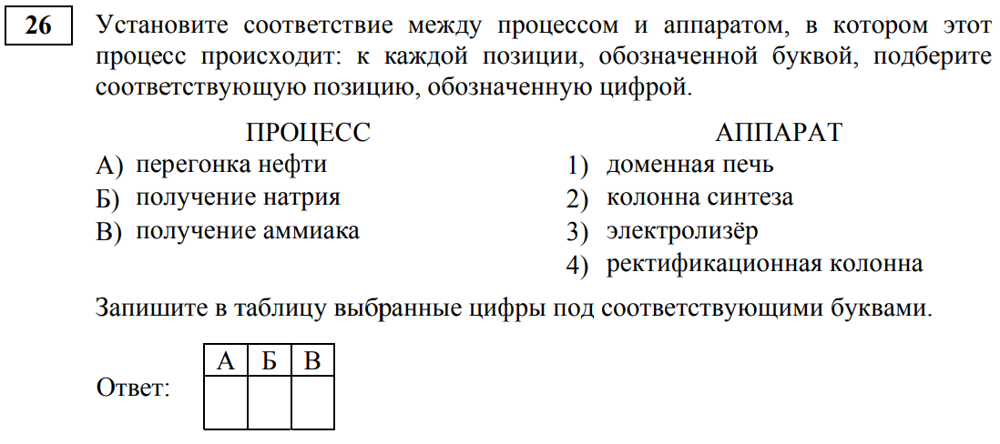 26 Установите соответствие между процессом и аппаратом, в котором этот
процесс происходит: к каждой позиции, обозначенной буквой, подберите
соответствующую позицию, обозначенную цифрой.
ПРОЦЕСС АППАРАТ
А) перегонка нефти 1) доменная печь
Б) получение натрия 2) колонна синтеза
В) получение аммиака 3) электролизёр
4) ректификационная колонна
Запишите в таблицу выбранные цифры под соответствующими буквами.
А Б В
Ответ: